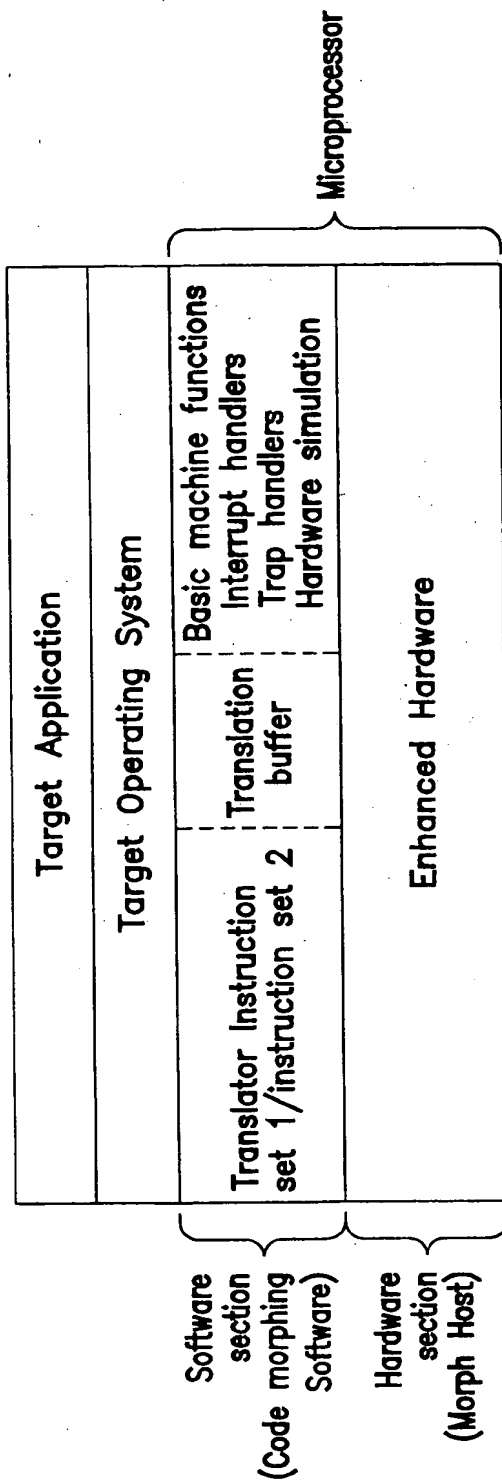 Target Application
Target Operating System
Software
section
(Code morphing
Software)
Translator Instruction
set 1/instruction set 2
Translation
buffer
Basic machine functions
Interrupt handlers
Trap handlers
Hardware simulation
Microprocessor
Hardware
section
(Morph Host)
Enhanced Hardware